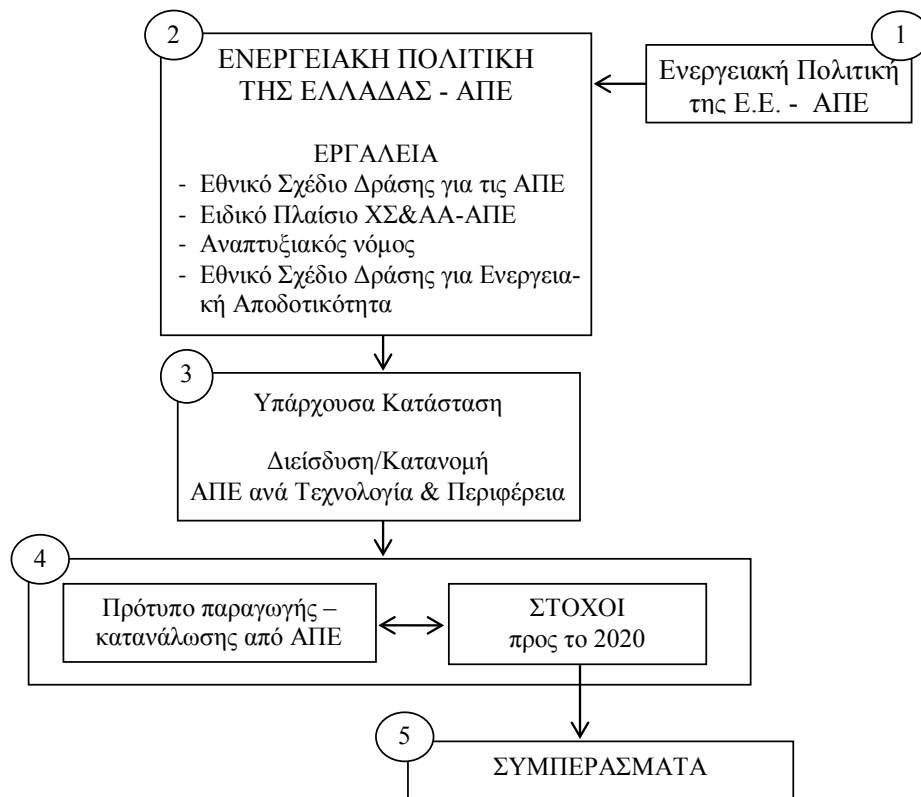 1
Ενεργειακή Πολιτική
της Ε.Ε. - ΑΠΕ
2
ΕΝΕΡΓΕΙΑΚΗ ΠΟΛΙΤΙΚΗ
ΤΗΣ ΕΛΛΑΔΑΣ - ΑΠΕ
ΕΡΓΑΛΕΙΑ
- Εθνικό Σχέδιο Δράσης για τις ΑΠΕ
- Ειδικό Πλαίσιο ΧΣ&ΑΑ-ΑΠΕ
- Αναπτυξιακός νόμος
- Εθνικό Σχέδιο Δράσης για Ενεργεια-
κή Αποδοτικότητα
3
Υπάρχουσα Κατάσταση
Διείσδυση/Κατανομή
ΑΠΕ ανά Τεχνολογία & Περιφέρεια
4
Πρότυπο παραγωγής –
κατανάλωσης από ΑΠΕ
ΣΤΟΧΟΙ
προς το 2020
5
ΣΥΜΠΕΡΑΣΜΑΤΑ